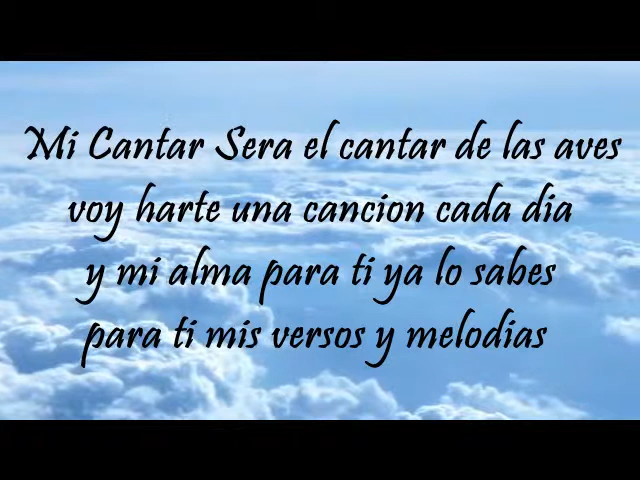 Mi Cantar Sera el cantar de las aves
voy harte una cancion cada dia
y mi alma para ti ya lo sabes
para ti mis versos y melodias